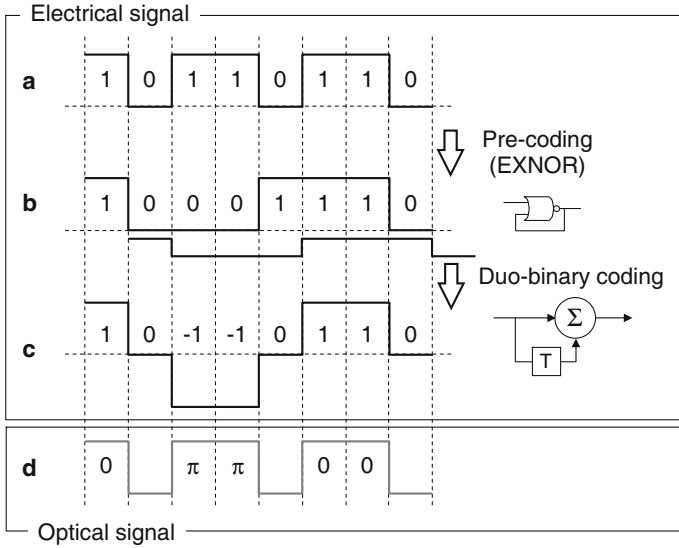 Electrical signal
a 1 0 1 1 0 1 1 0
Pre-coding
(EXNOR)
b 1 0 0 0 1 1 1 0
Duo-binary coding
c 1 0 -1 -1 0 1 1 0
Σ
T
d 0 π π 0 0
Optical signal